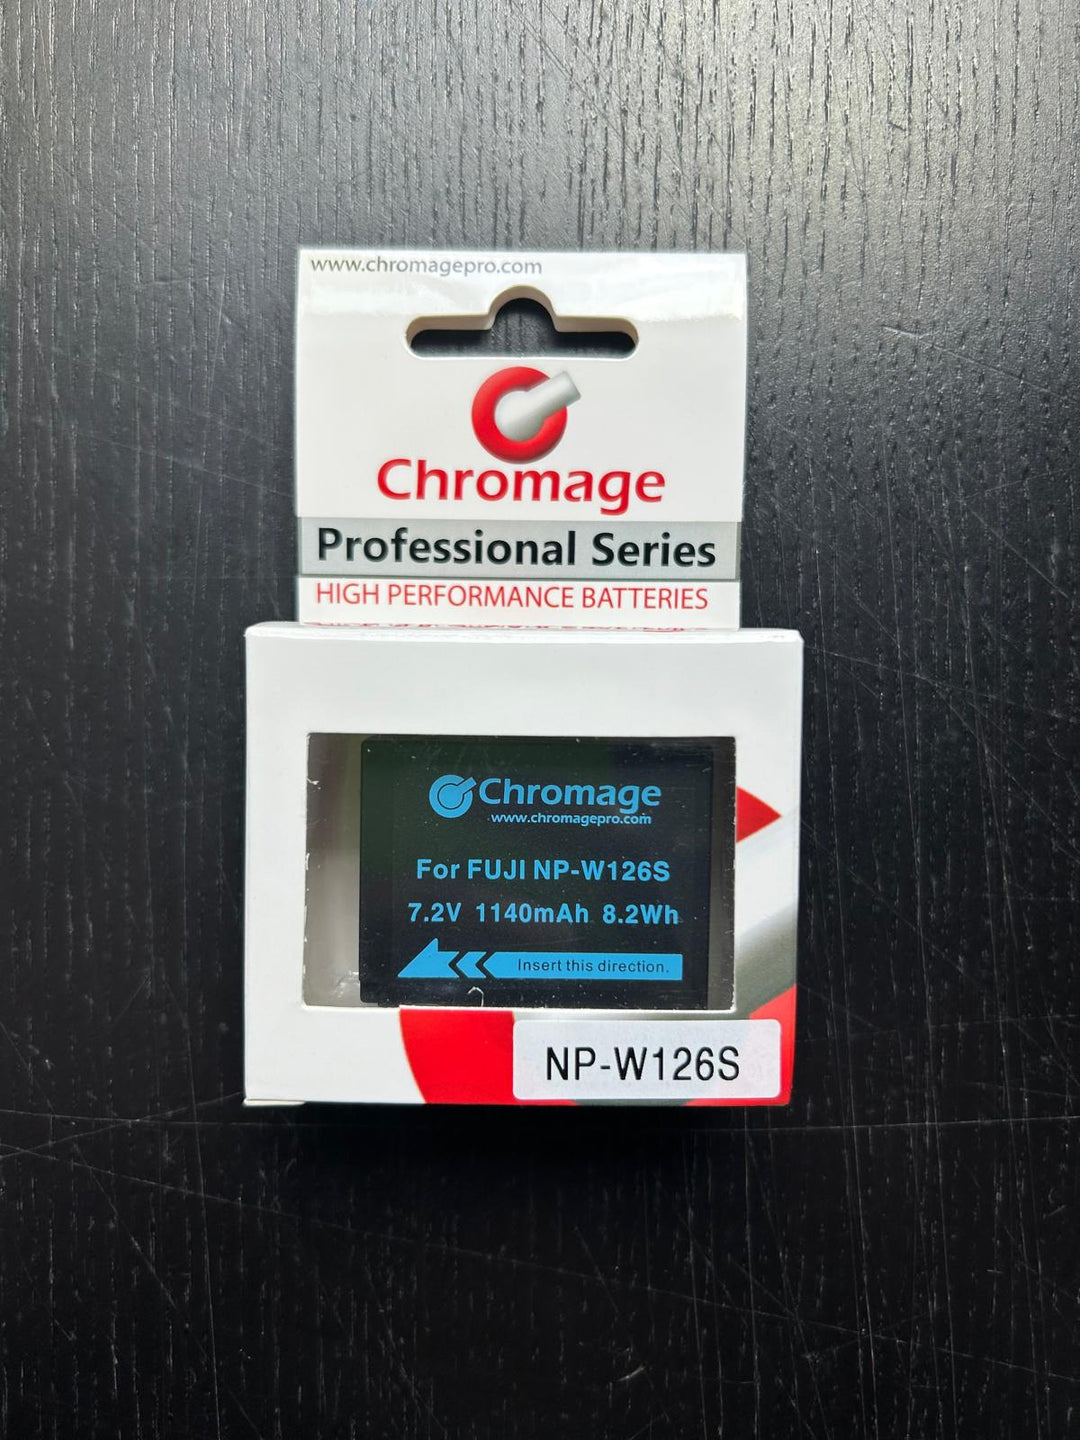 www.chromagepro.com
Chromage
Professional Series
HIGH PERFORMANCE BATTERIES
Chromage
www.chromagepro.com
For FUJI NP-W126S
7.2V 1140mAh 8.2Wh
Insert this direction.
NP-W126S